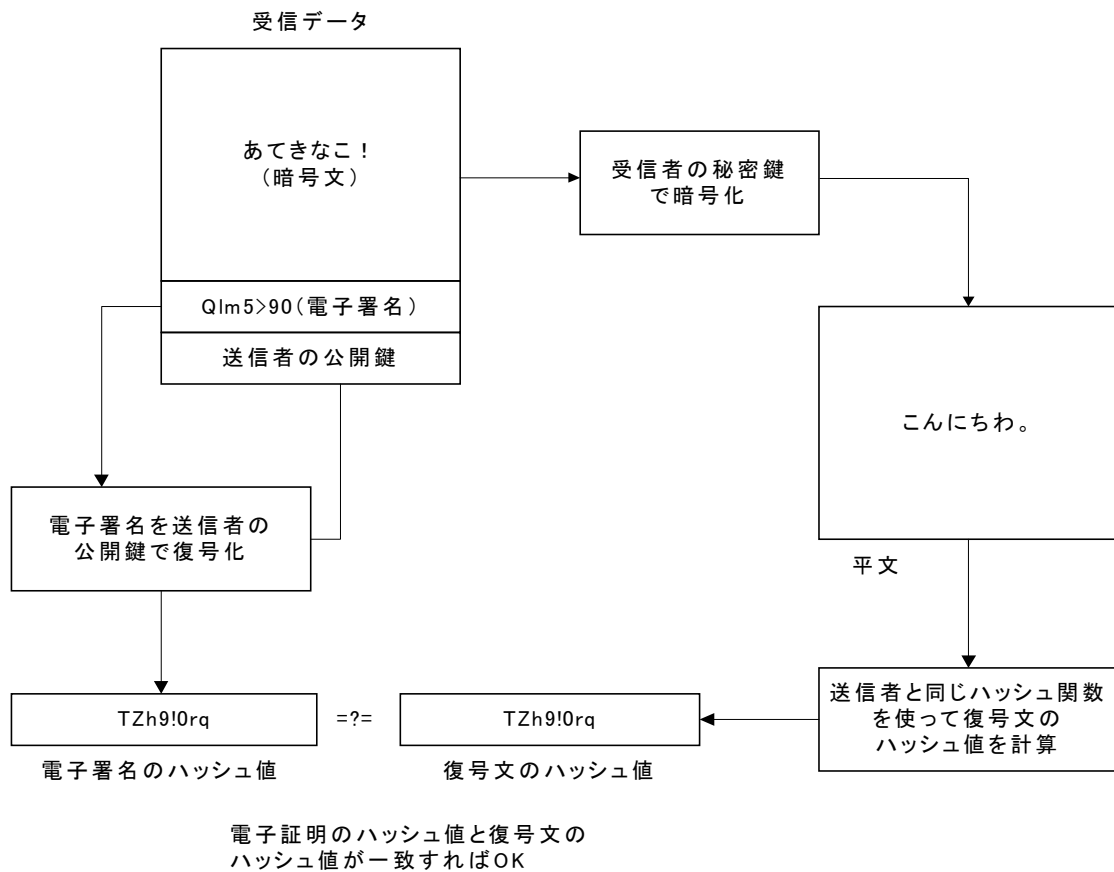 受信データ
あてきなこ！
（暗号文）
受信者の秘密鍵
で暗号化
Qlm5>90（電子署名）
送信者の公開鍵
こんにちわ。
電子署名を送信者の
公開鍵で復号化
平文
送信者と同じハッシュ関数
を使って復号文の
ハッシュ値を計算
TZh9!0rq
=?=
TZh9!0rq
電子署名のハッシュ値
復号文のハッシュ値
電子証明のハッシュ値と復号文の
ハッシュ値が一致すればOK